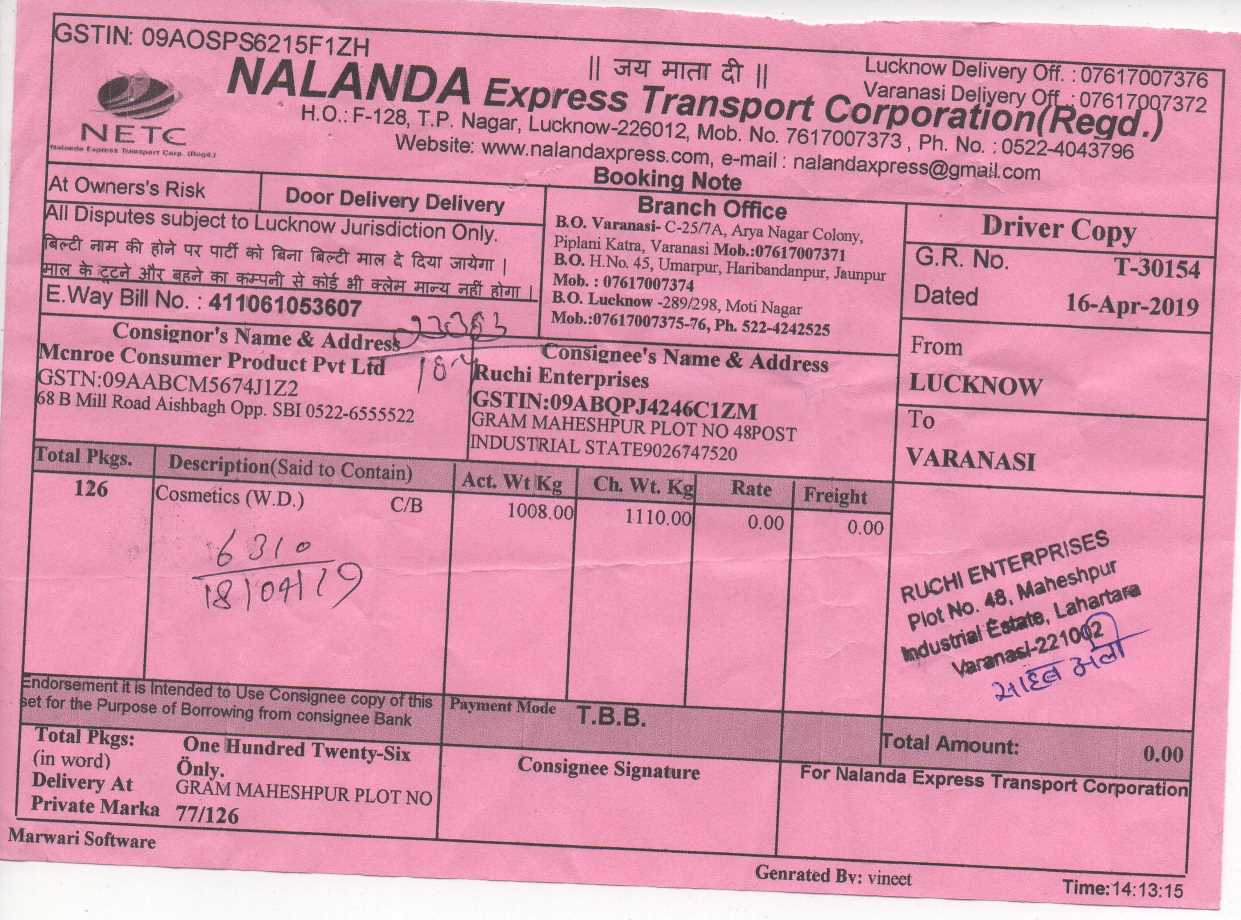 GSTIN: 09AOSPS6215F1ZH
|| जय माता दी ||
Lucknow Delivery Off. : 07617007376
Varanasi Delivery Off. : 07617007372
NALANDA Express Transport Corporation(Regd.)
NETC
Nalanda Express Transport Corp. (Regd.)
H.O.: F-128, T.P. Nagar, Lucknow-226012, Mob. No. 7617007373 , Ph. No. : 0522-4043796
Website: www.nalandaxpress.com, e-mail : nalandaxpress@gmail.com
Booking Note
At Owners's Risk
Door Delivery Delivery
All Disputes subject to Lucknow Jurisdiction Only.
बिल्टी नाम की होने पर पार्टी को बिना बिल्टी माल दे दिया जायेगा |
माल के टूटने और बहने का कम्पनी से कोई भी क्लेम मान्य नहीं होगा |
E.Way Bill No. : 411061053607
Branch Office
B.O. Varanasi- C-25/7A, Arya Nagar Colony,
Piplani Katra, Varanasi Mob.:07617007371
B.O. H.No. 45, Umarpur, Haribandanpur, Jaunpur
Mob. : 07617007374
B.O. Lucknow -289/298, Moti Nagar
Mob.:07617007375-76, Ph. 522-4242525
Driver Copy
G.R. No. T-30154
Dated 16-Apr-2019
From
LUCKNOW
To
VARANASI
Consignor's Name & Address
Mcnroe Consumer Product Pvt Ltd
GSTN:09AABCM5674J1Z2
68 B Mill Road Aishbagh Opp. SBI 0522-6555522
Consignee's Name & Address
Ruchi Enterprises
GSTIN:09ABQPJ4246C1ZM
GRAM MAHESHPUR PLOT NO 48POST
INDUSTRIAL STATE9026747520
Total Pkgs. Description(Said to Contain) Act. Wt Kg Ch. Wt. Kg Rate Freight
126 Cosmetics (W.D.) C/B 1008.00 1110.00 0.00 0.00
6310
18/04/19
RUCHI ENTERPRISES
Plot No. 48, Maheshpur
Industrial Estate, Lahartara
Varanasi-221002
Endorsement it is Intended to Use Consignee copy of this
set for the Purpose of Borrowing from consignee Bank
Payment Mode T.B.B.
Total Amount: 0.00
Total Pkgs: One Hundred Twenty-Six
(in word) Only.
Delivery At GRAM MAHESHPUR PLOT NO
Private Marka 77/126
Consignee Signature
For Nalanda Express Transport Corporation
Marwari Software
Genrated By: vineet
Time:14:13:15